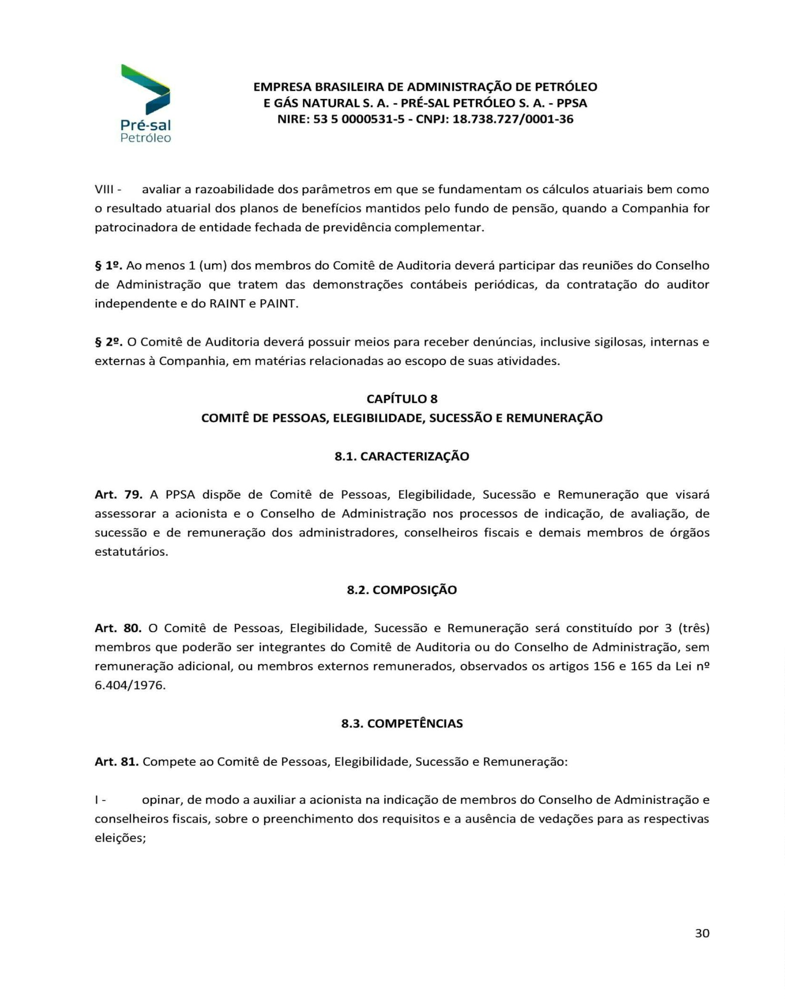 Pré-sal
Petróleo
EMPRESA BRASILEIRA DE ADMINISTRAÇÃO DE PETRÓLEO
E GÁS NATURAL S. A. - PRÉ-SAL PETRÓLEO S. A. - PPSA
NIRE: 53 5 0000531-5 - CNPJ: 18.738.727/0001-36
VIII - avaliar a razoabilidade dos parâmetros em que se fundamentam os cálculos atuariais bem como
o resultado atuarial dos planos de benefícios mantidos pelo fundo de pensão, quando a Companhia for
patrocinadora de entidade fechada de previdência complementar.
§ 1º. Ao menos 1 (um) dos membros do Comitê de Auditoria deverá participar das reuniões do Conselho
de Administração que tratem das demonstrações contábeis periódicas, da contratação do auditor
independente e do RAINT e PAINT.
§ 2º. O Comitê de Auditoria deverá possuir meios para receber denúncias, inclusive sigilosas, internas e
externas à Companhia, em matérias relacionadas ao escopo de suas atividades.
CAPÍTULO 8
COMITÊ DE PESSOAS, ELEGIBILIDADE, SUCESSÃO E REMUNERAÇÃO
8.1. CARACTERIZAÇÃO
Art. 79. A PPSA dispõe de Comitê de Pessoas, Elegibilidade, Sucessão e Remuneração que visará
assessorar a acionista e o Conselho de Administração nos processos de indicação, de avaliação, de
sucessão e de remuneração dos administradores, conselheiros fiscais e demais membros de órgãos
estatutários.
8.2. COMPOSIÇÃO
Art. 80. O Comitê de Pessoas, Elegibilidade, Sucessão e Remuneração será constituído por 3 (três)
membros que poderão ser integrantes do Comitê de Auditoria ou do Conselho de Administração, sem
remuneração adicional, ou membros externos remunerados, observados os artigos 156 e 165 da Lei nº
6.404/1976.
8.3. COMPETÊNCIAS
Art. 81. Compete ao Comitê de Pessoas, Elegibilidade, Sucessão e Remuneração:
I - opinar, de modo a auxiliar a acionista na indicação de membros do Conselho de Administração e
conselheiros fiscais, sobre o preenchimento dos requisitos e a ausência de vedações para as respectivas
eleições;
30